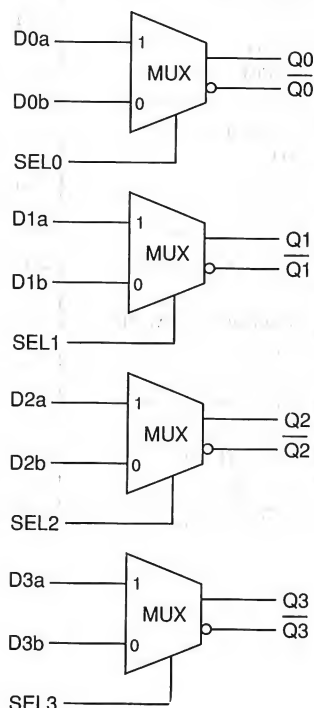 D0a 1 Q0
MUX
D0b 0 Q̅0̅
SEL0
D1a 1 Q1
MUX
D1b 0 Q̅1̅
SEL1
D2a 1 Q2
MUX
D2b 0 Q̅2̅
SEL2
D3a 1 Q3
MUX
D3b 0 Q̅3̅
SEL3